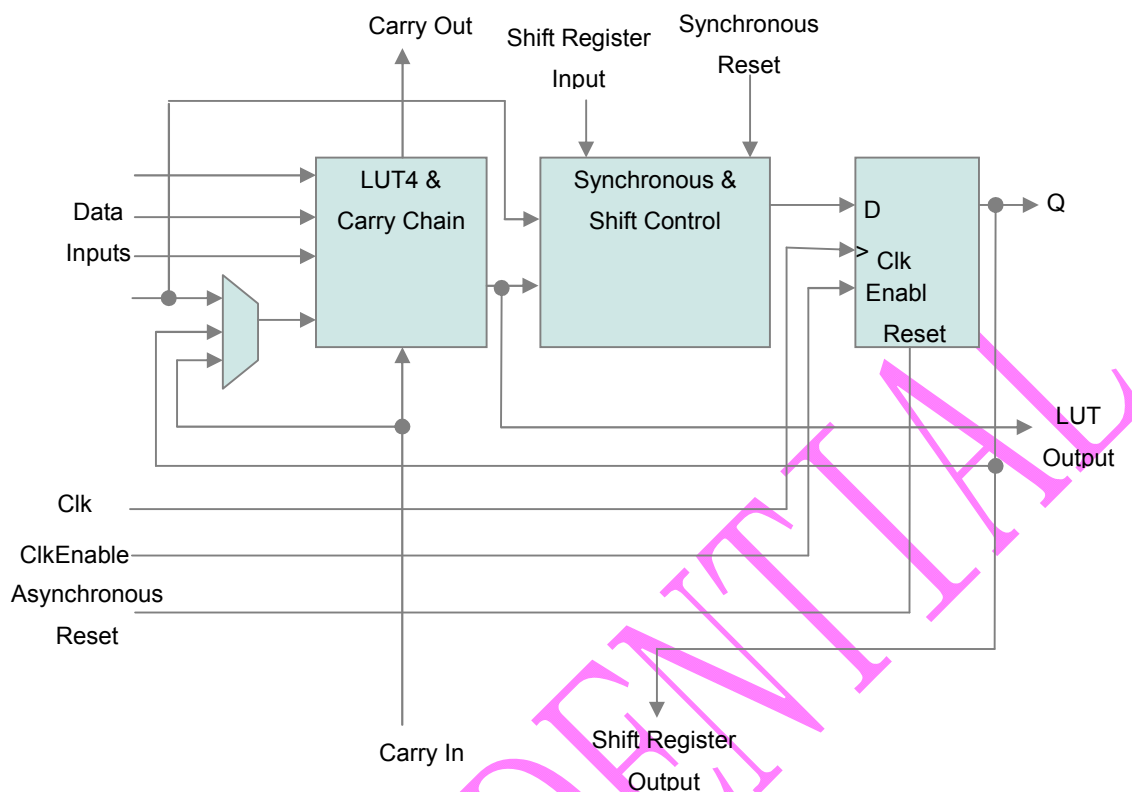 Carry Out
Shift Register
Input
Synchronous
Reset
LUT4 &
Carry Chain
Synchronous &
Shift Control
Data
Inputs
D
Q
>
Clk
Enabl
Reset
LUT
Output
Clk
ClkEnable
Asynchronous
Reset
Carry In
Shift Register
Output
DENTIAL